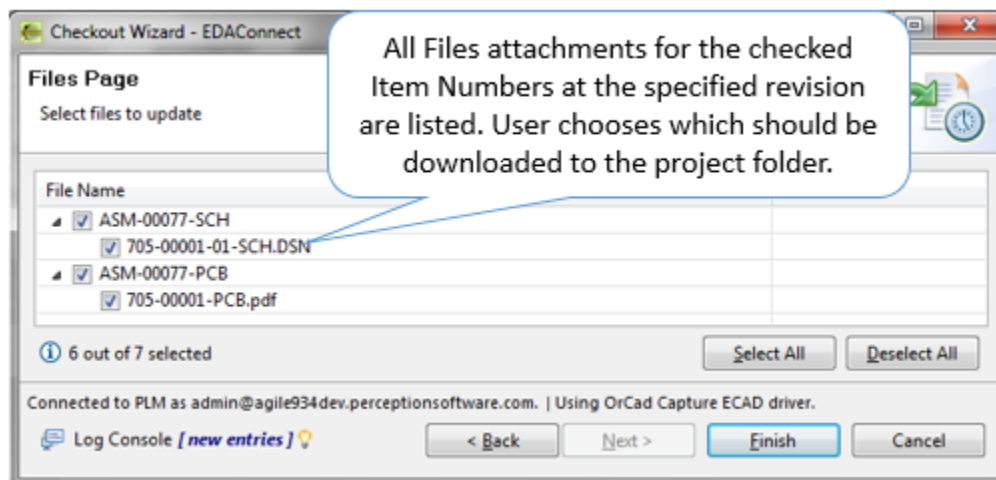 Checkout Wizard - EDAConnect
All Files attachments for the checked
Item Numbers at the specified revision
are listed. User chooses which should be
downloaded to the project folder.
Files Page
Select files to update
File Name
ASM-00077-SCH
705-00001-01-SCH.DSN
ASM-00077-PCB
705-00001-PCB.pdf
6 out of 7 selected
Select All
Deselect All
Connected to PLM as admin@agile934dev.perceptionsoftware.com. | Using OrCad Capture ECAD driver.
Log Console [ new entries ]
< Back
Next >
Finish
Cancel